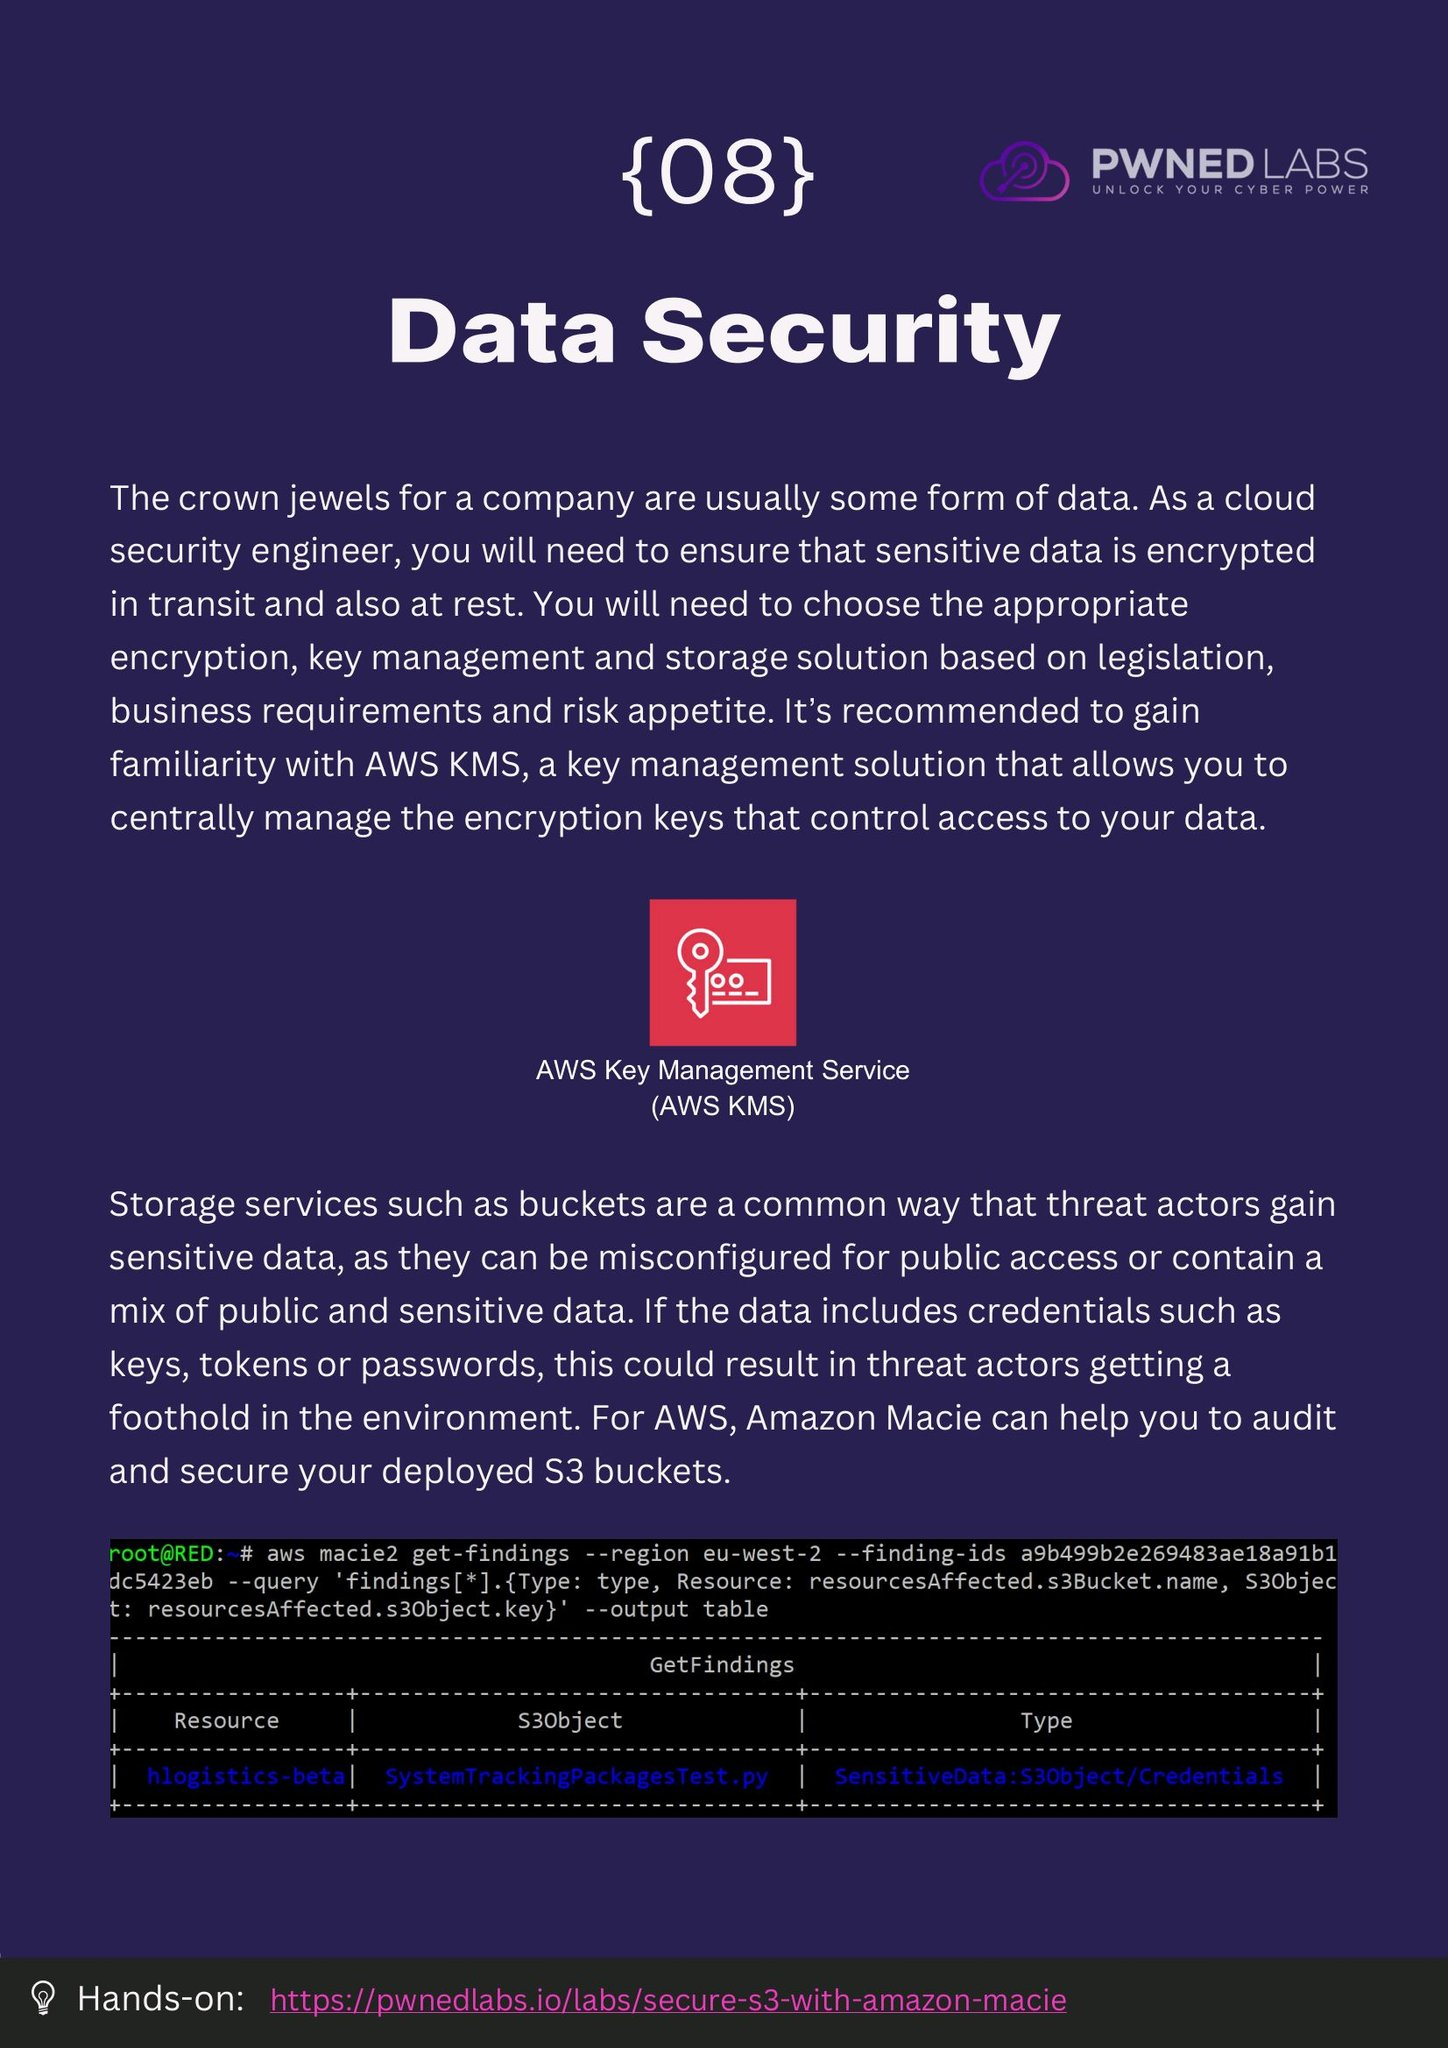 {08}
PWNED LABS
UNLOCK YOUR CYBER POWER
Data Security
The crown jewels for a company are usually some form of data. As a cloud
security engineer, you will need to ensure that sensitive data is encrypted
in transit and also at rest. You will need to choose the appropriate
encryption, key management and storage solution based on legislation,
business requirements and risk appetite. It’s recommended to gain
familiarity with AWS KMS, a key management solution that allows you to
centrally manage the encryption keys that control access to your data.
AWS Key Management Service
(AWS KMS)
Storage services such as buckets are a common way that threat actors gain
sensitive data, as they can be misconfigured for public access or contain a
mix of public and sensitive data. If the data includes credentials such as
keys, tokens or passwords, this could result in threat actors getting a
foothold in the environment. For AWS, Amazon Macie can help you to audit
and secure your deployed S3 buckets.
root@RED:~# aws macie2 get-findings --region eu-west-2 --finding-ids a9b499b2e269483ae18a91b1
dc5423eb --query 'findings[*].{Type: type, Resource: resourcesAffected.s3Bucket.name, S3Objec
t: resourcesAffected.s3Object.key}' --output table
GetFindings
Resource | S3Object | Type
hlogistics-beta | SystemTrackingPackagesTest.py | SensitiveData:S3Object/Credentials
Hands-on: https://pwnedlabs.io/labs/secure-s3-with-amazon-macie